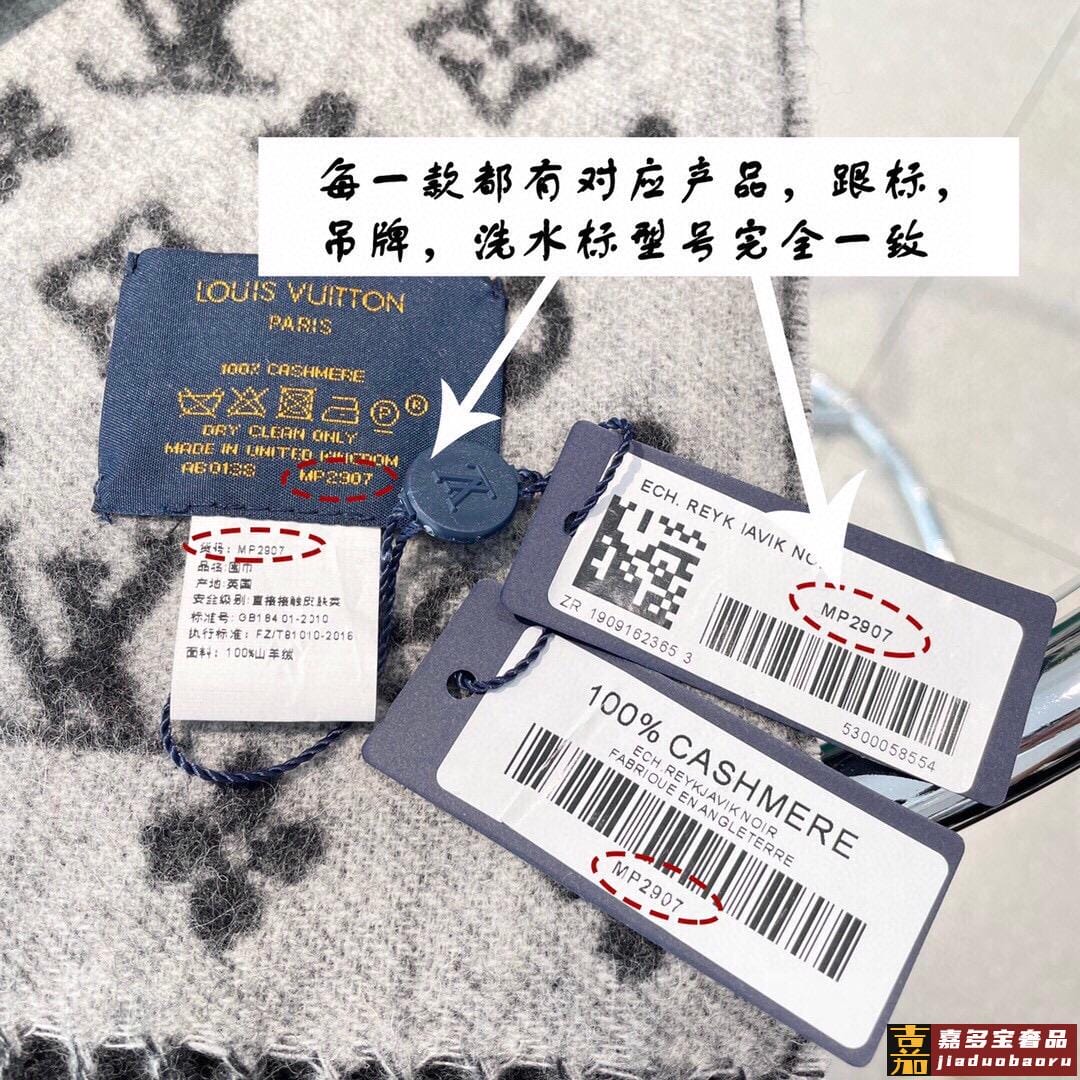 每一款都有对应产品，跟标，
吊牌，洗水标型号完全一致
LOUIS VUITTON
PARIS
100% CASHMERE
DRY CLEAN ONLY
MADE IN UNITED KINGDOM
AB0133 MP2907
货号：MP2907
品名：围巾
产地：英国
安全级别：直接接触皮肤类
标准号：GB18401-2010
执行标准：FZ/T81010-2016
面料：100%山羊绒
ECH. REYK IAVIK NO
MP2907
ZR 1909162365 3
5300058554
100% CASHMERE
ECH.REYKJAVIK NOIR
FABRIQUE EN ANGLETERRE
MP2907
嘉多宝奢品
jiaduobaoru